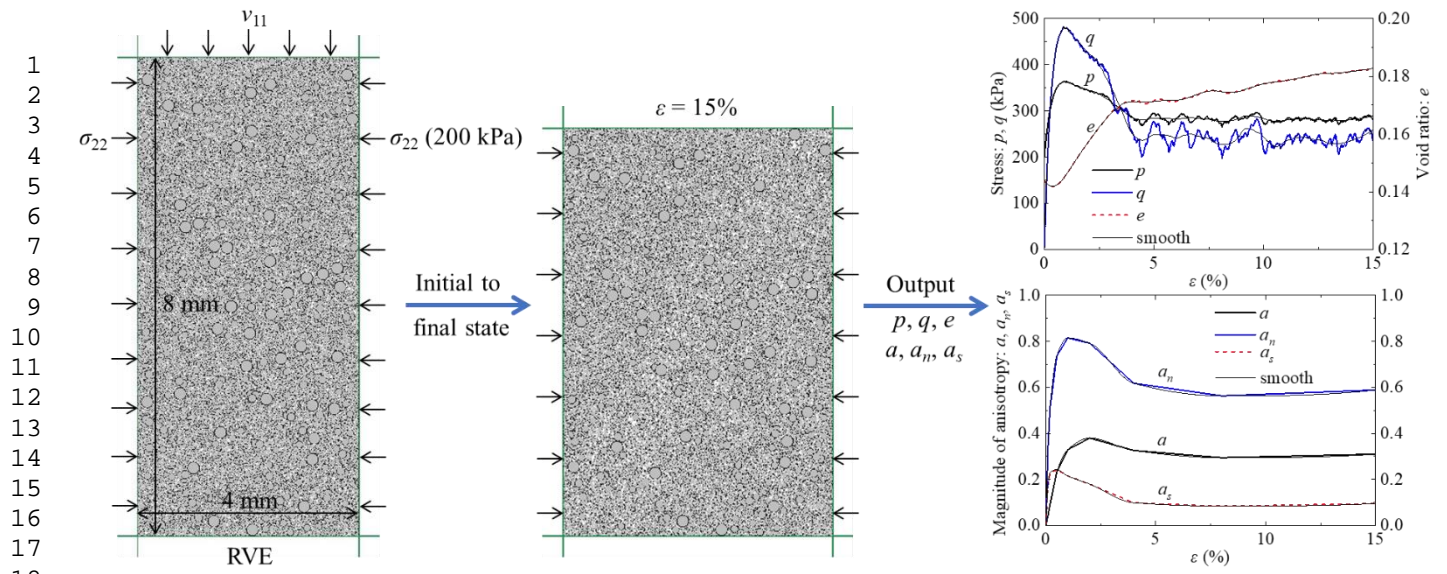 1
2
3
4
5
6
7
8
9
10
11
12
13
14
15
16
17
v₁₁
σ₂₂
σ₂₂ (200 kPa)
8 mm
4 mm
RVE
Initial to
final state
ε = 15%
Output
p, q, e
a, aₙ, aₛ
Stress: p, q (kPa)
500
400
300
200
100
0
q
p
e
p
q
e
smooth
0.20
0.18
0.16
0.14
0.12
Void ratio: e
0 5 10 15
ε (%)
Magnitude of anisotropy: a, aₙ, aₛ
1.0
0.8
0.6
0.4
0.2
0.0
aₙ
a
aₛ
a
aₙ
aₛ
smooth
1.0
0.8
0.6
0.4
0.2
0.0
0 5 10 15
ε (%)